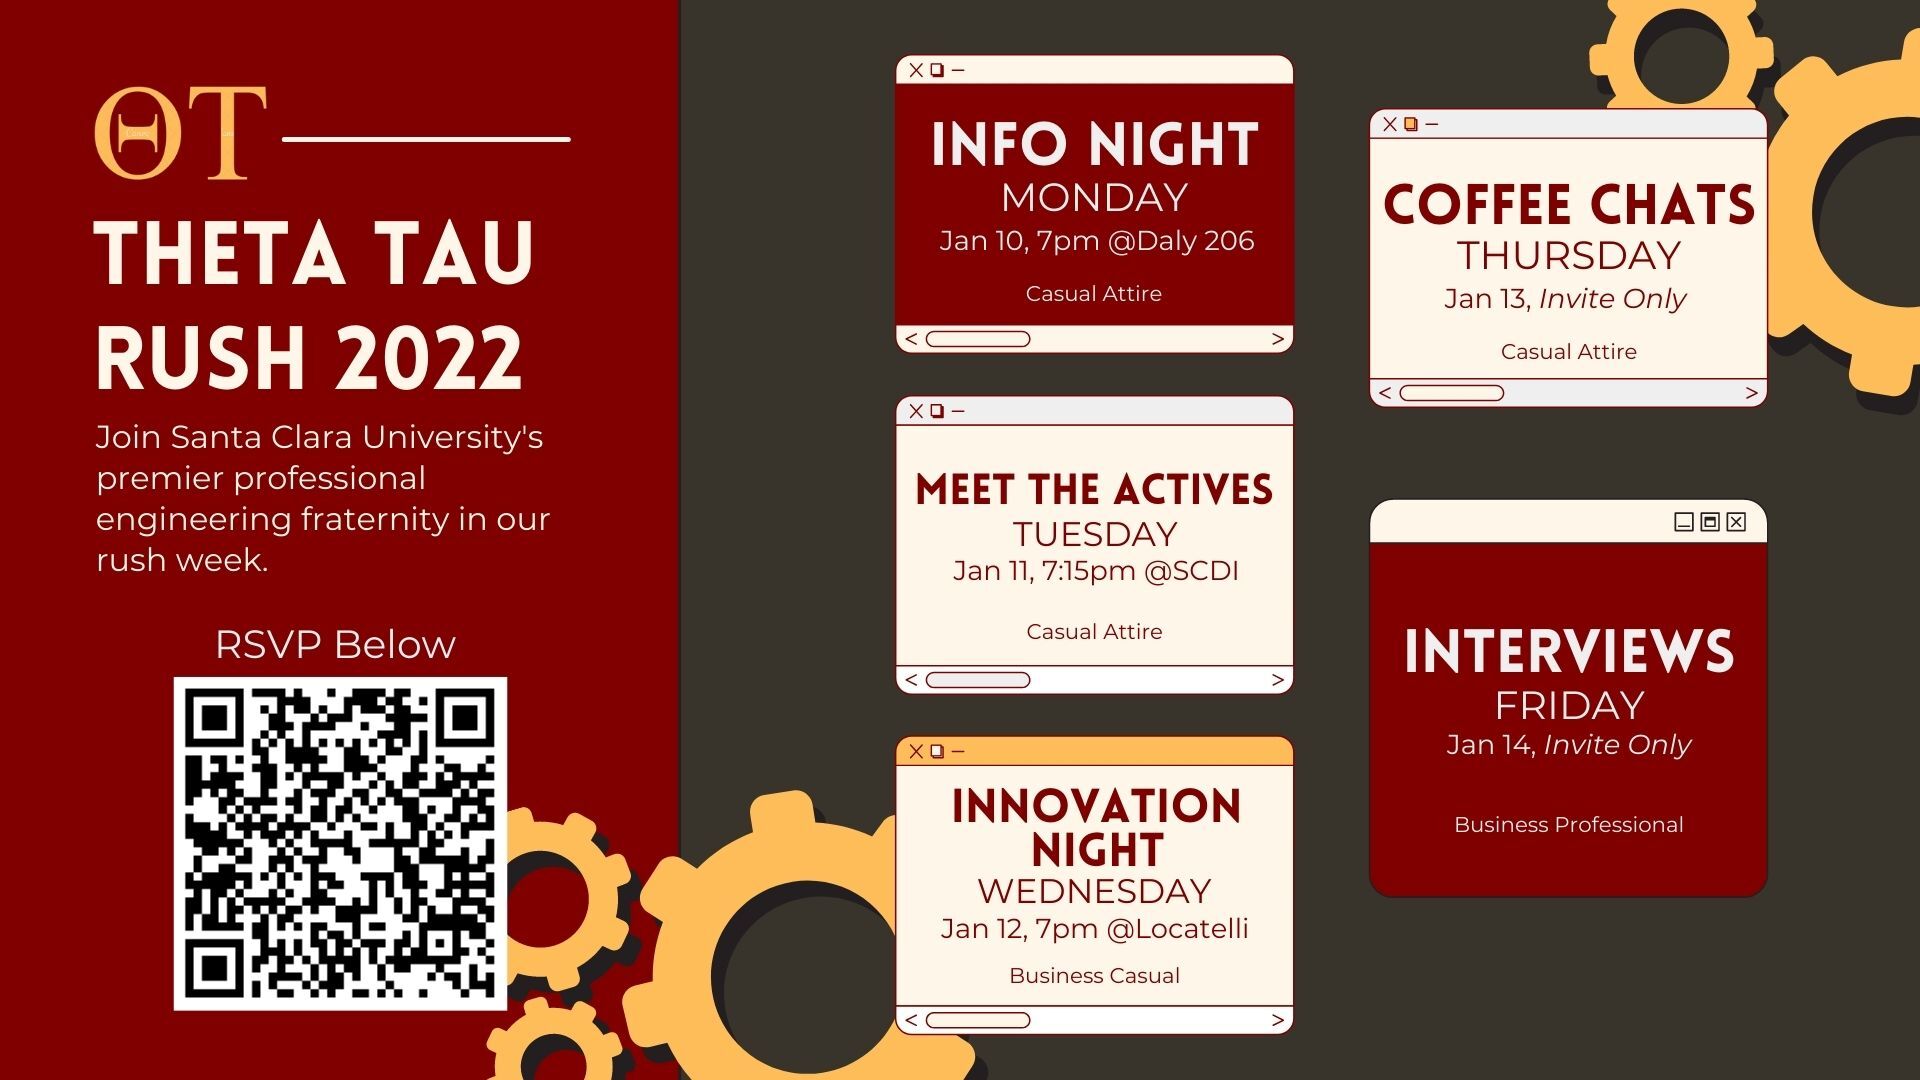 ΘΤ
THETA TAU
RUSH 2022
Join Santa Clara University's
premier professional
engineering fraternity in our
rush week.
RSVP Below
INFO NIGHT
MONDAY
Jan 10, 7pm @Daly 206
Casual Attire
MEET THE ACTIVES
TUESDAY
Jan 11, 7:15pm @SCDI
Casual Attire
INNOVATION
NIGHT
WEDNESDAY
Jan 12, 7pm @Locatelli
Business Casual
COFFEE CHATS
THURSDAY
Jan 13, Invite Only
Casual Attire
INTERVIEWS
FRIDAY
Jan 14, Invite Only
Business Professional